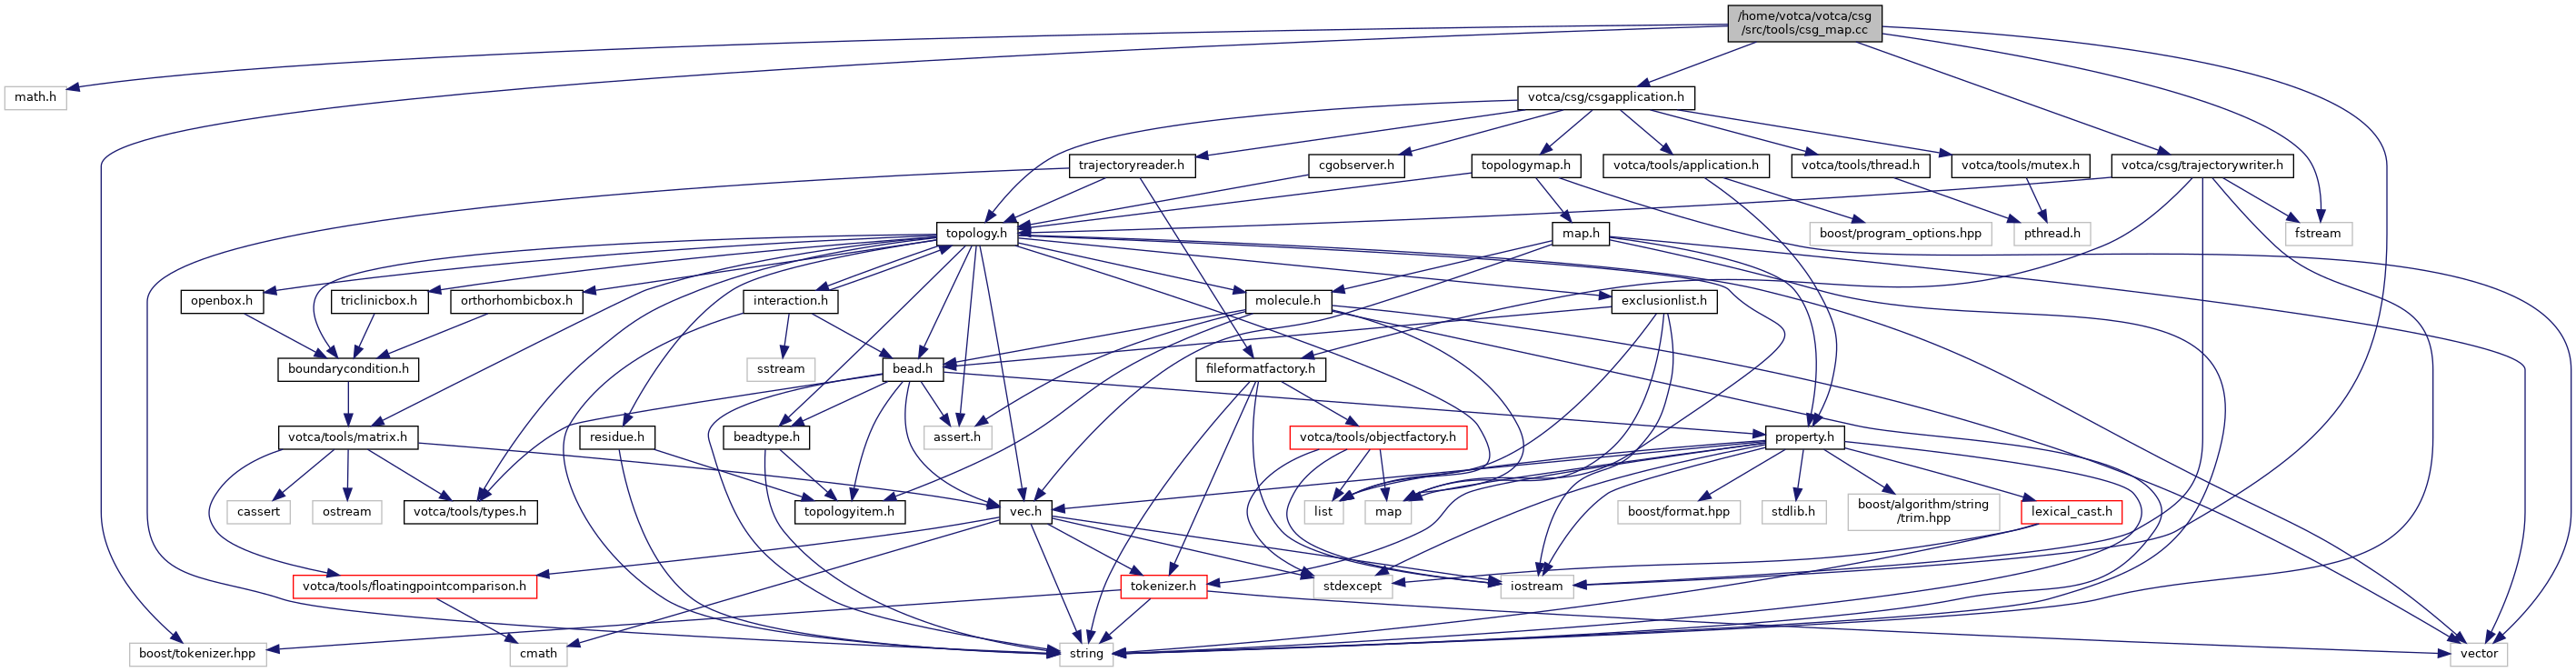 /home/votca/votca/csg
/src/tools/csg_map.cc
math.h
votca/csg/csgapplication.h
trajectoryreader.h
cgobserver.h
topologymap.h
votca/tools/application.h
votca/tools/thread.h
votca/tools/mutex.h
votca/csg/trajectorywriter.h
topology.h
map.h
boost/program_options.hpp
pthread.h
fstream
openbox.h
triclinicbox.h
orthorhombicbox.h
interaction.h
molecule.h
exclusionlist.h
boundarycondition.h
sstream
bead.h
fileformatfactory.h
votca/tools/matrix.h
residue.h
beadtype.h
assert.h
votca/tools/objectfactory.h
property.h
cassert
ostream
votca/tools/types.h
topologyitem.h
vec.h
list
map
boost/format.hpp
stdlib.h
boost/algorithm/string
/trim.hpp
lexical_cast.h
votca/tools/floatingpointcomparison.h
tokenizer.h
stdexcept
iostream
boost/tokenizer.hpp
cmath
string
vector